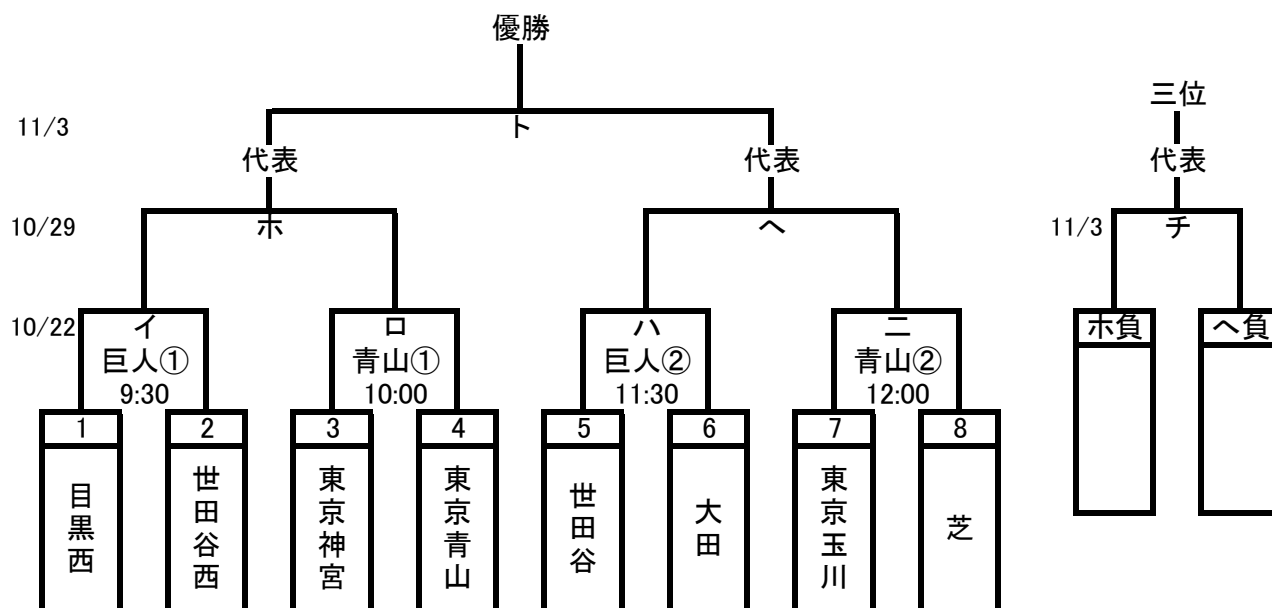 優勝
三位
11/3
ト
代表
代表
代表
10/29
ホ
ヘ
11/3
チ
10/22
イ
ロ
ハ
ニ
ホ負
ヘ負
巨人①
青山①
巨人②
青山②
9:30
10:00
11:30
12:00
1
2
3
4
5
6
7
8
目黒西
世田谷西
東京神宮
東京青山
世田谷
大田
東京玉川
芝